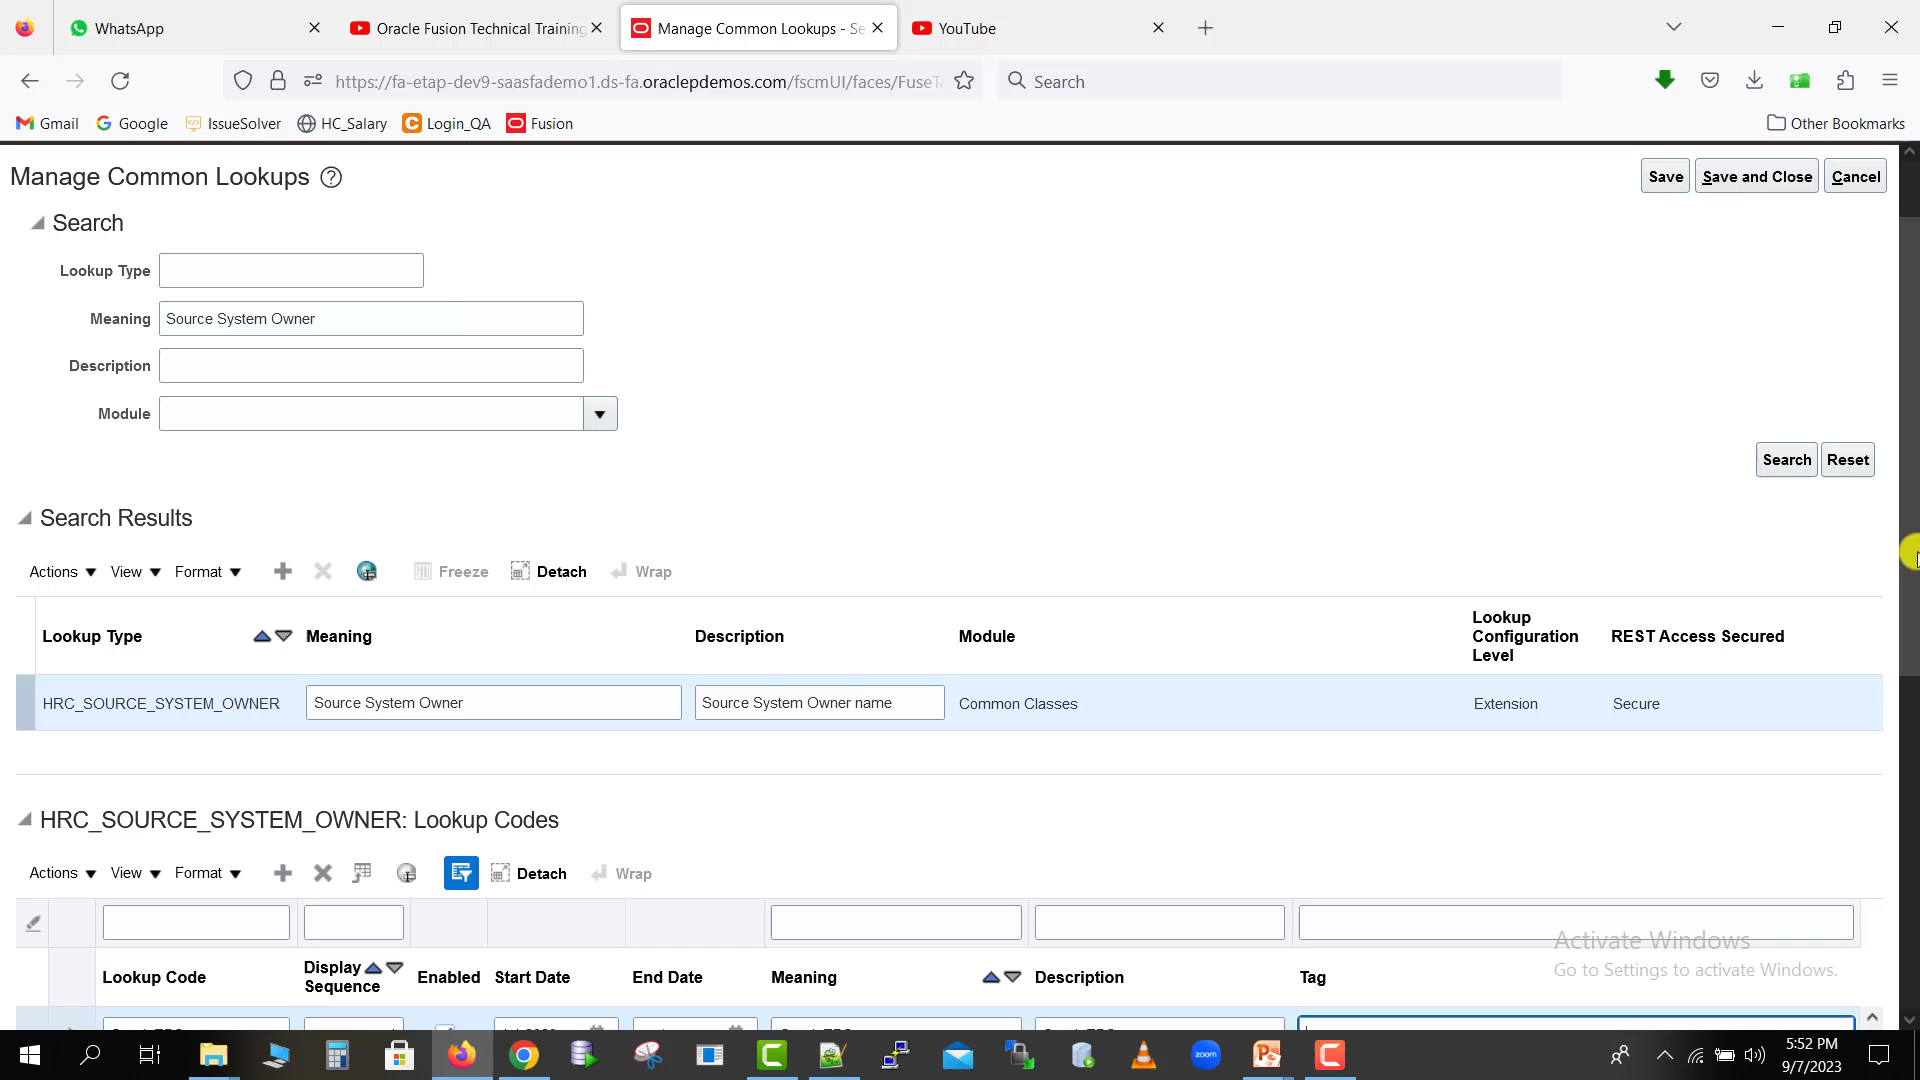 WhatsApp
Oracle Fusion Technical Training
Manage Common Lookups - Se
YouTube
https://fa-etap-dev9-saasfademo1.ds-fa.oraclepdemos.com/fscmUI/faces/FuseTa
Search
Gmail
Google
IssueSolver
HC_Salary
Login_QA
Fusion
Other Bookmarks
Manage Common Lookups
Save
Save and Close
Cancel
Search
Lookup Type
Meaning
Source System Owner
Description
Module
Search
Reset
Search Results
Actions
View
Format
Freeze
Detach
Wrap
Lookup Type
Meaning
Description
Module
Lookup
Configuration
Level
REST Access Secured
HRC_SOURCE_SYSTEM_OWNER
Source System Owner
Source System Owner name
Common Classes
Extension
Secure
HRC_SOURCE_SYSTEM_OWNER: Lookup Codes
Actions
View
Format
Detach
Wrap
Lookup Code
Display
Sequence
Enabled
Start Date
End Date
Meaning
Description
Tag
Activate Windows
Go to Settings to activate Windows.
zoom
5:52 PM
9/7/2023